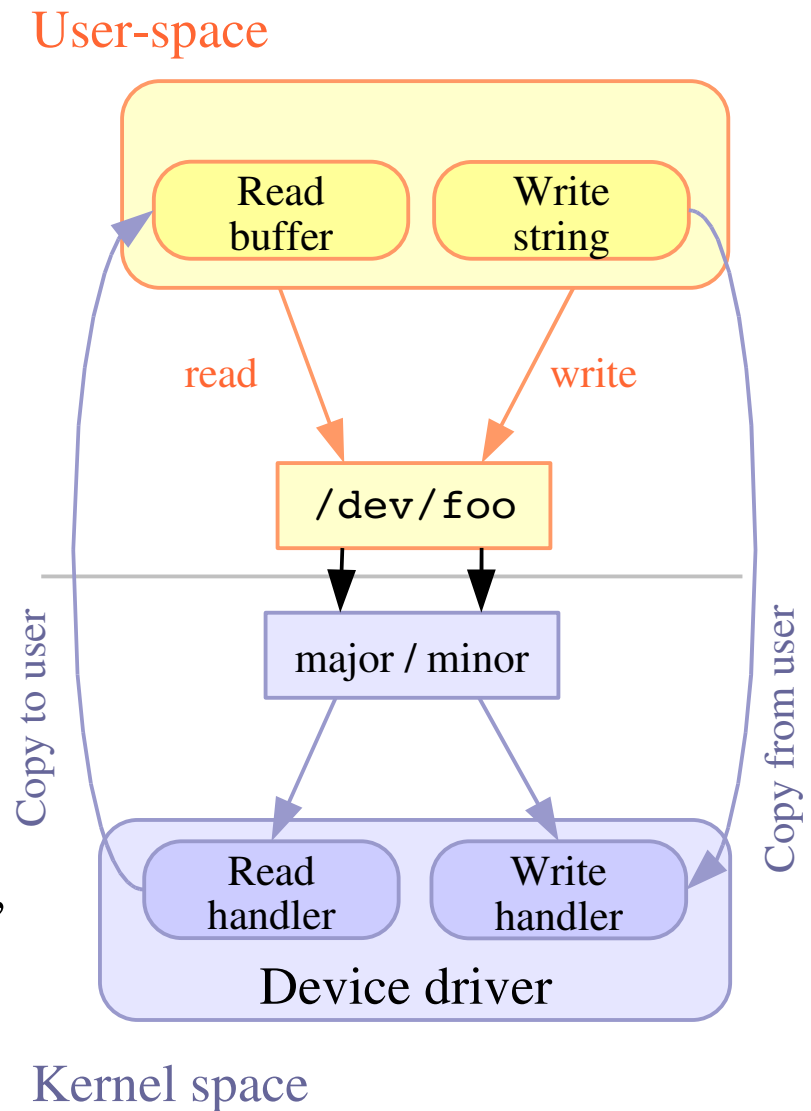 User-space
Read
buffer
Write
string
read
write
/dev/foo
major / minor
Copy to user
Copy from user
Read
handler
Write
handler
,
Device driver
Kernel space